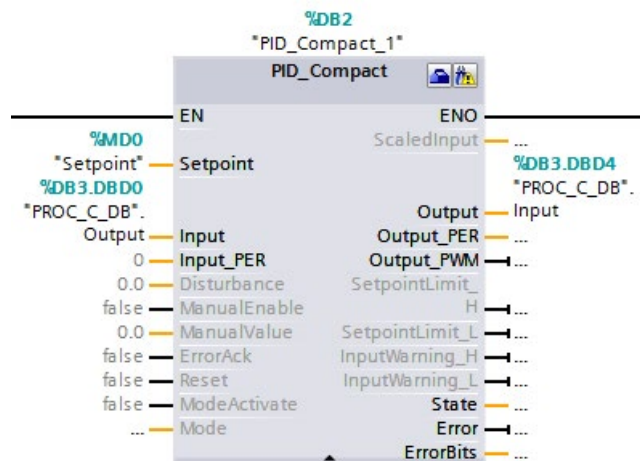 %DB2
"PID_Compact_1"
PID_Compact
EN ENO
%MD0 ScaledInput ...
"Setpoint" Setpoint %DB3.DBD4
%DB3.DBD0 "PROC_C_DB".
"PROC_C_DB". Output Input
Output Input Output_PER ...
0 Input_PER Output_PWM ...
0.0 Disturbance SetpointLimit_
false ManualEnable H ...
0.0 ManualValue SetpointLimit_L ...
false ErrorAck InputWarning_H ...
false Reset InputWarning_L ...
false ModeActivate State ...
... Mode Error ...
ErrorBits ...